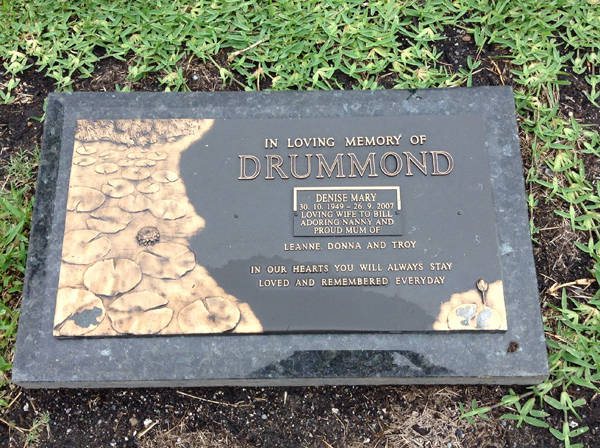 IN LOVING MEMORY OF
DRUMMOND
DENISE MARY
30. 10. 1949 - 26. 9. 2007
LOVING WIFE TO BILL
ADORING NANNY AND
PROUD MUM OF
LEANNE, DONNA AND TROY
IN OUR HEARTS YOU WILL ALWAYS STAY
LOVED AND REMEMBERED EVERYDAY